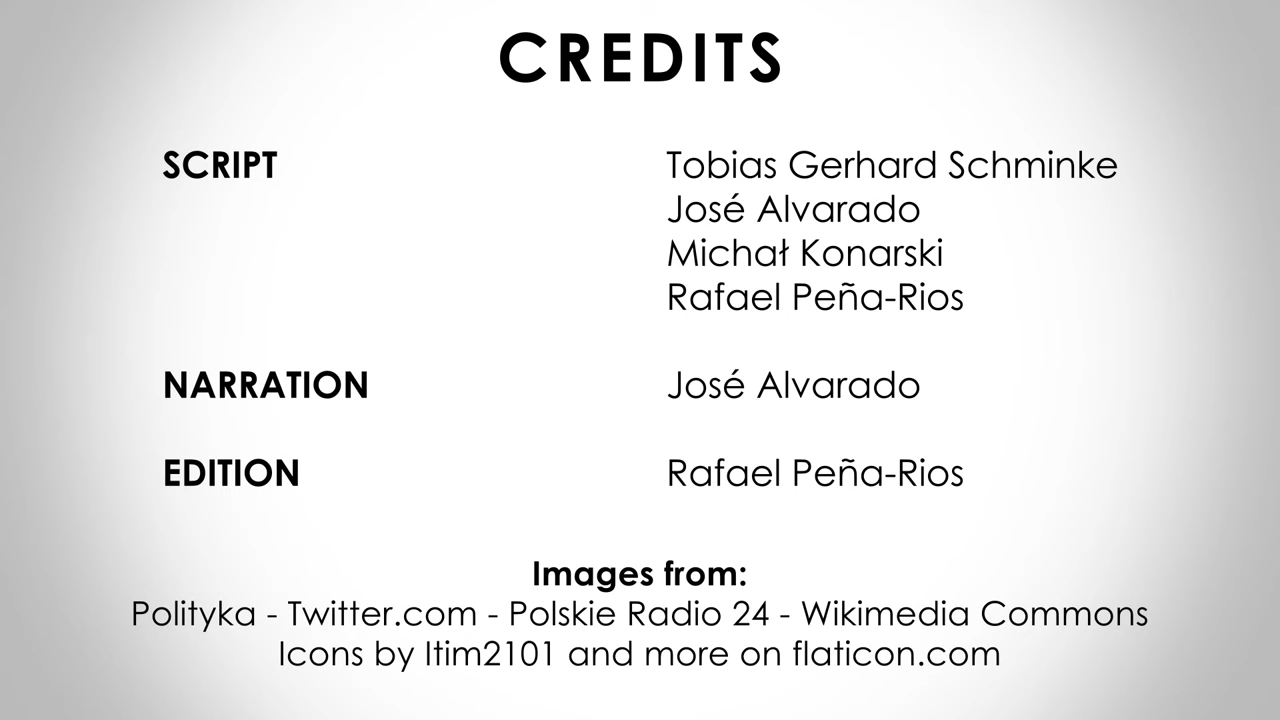 CREDITS
SCRIPT Tobias Gerhard Schminke
José Alvarado
Michał Konarski
Rafael Peña-Rios
NARRATION José Alvarado
EDITION Rafael Peña-Rios
Images from:
Polityka - Twitter.com - Polskie Radio 24 - Wikimedia Commons
Icons by Itim2101 and more on flaticon.com